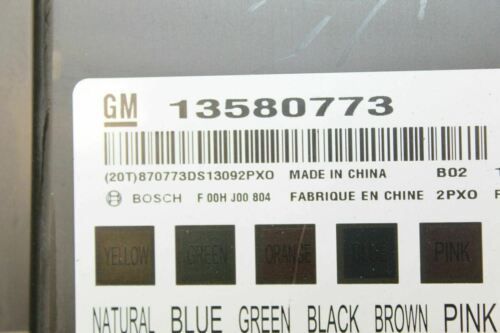 GM 13580773
(20T)870773DS13092PXO MADE IN CHINA B02
BOSCH F 00H J00 804 FABRIQUE EN CHINE 2PXO
YELLOW GREEN ORANGE BLUE PINK
NATURAL BLUE GREEN BLACK BROWN PINK